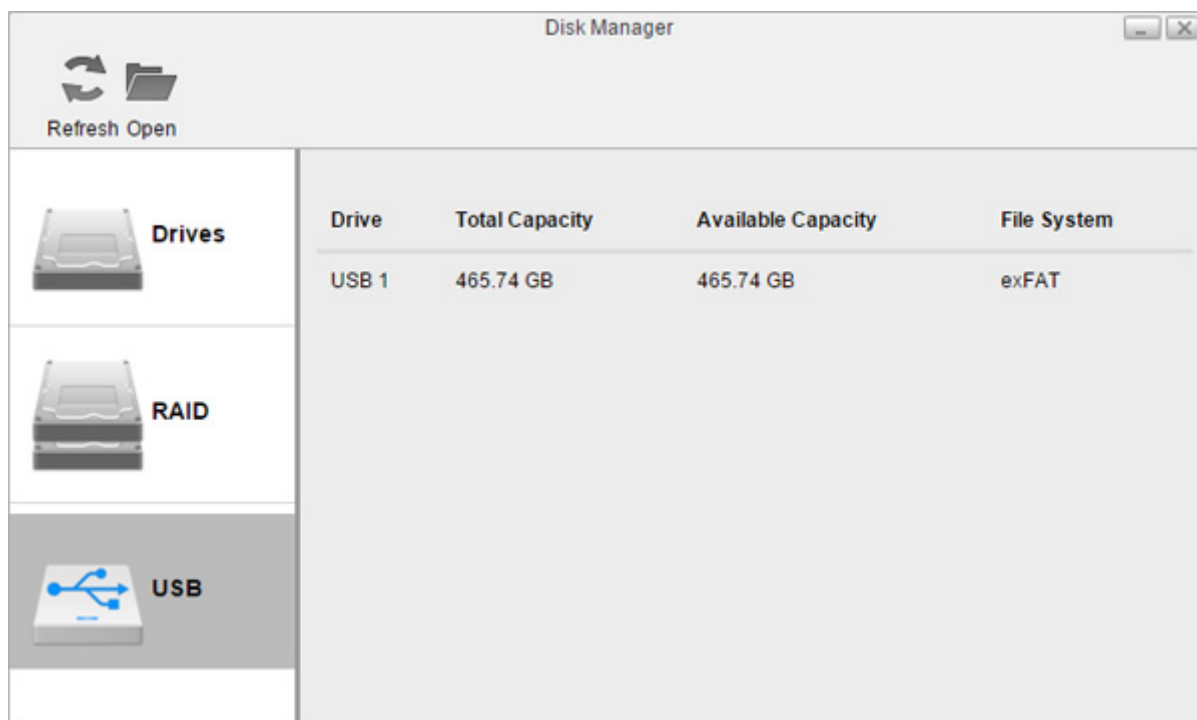 Disk Manager
Refresh Open
Drives
RAID
USB
Drive Total Capacity Available Capacity File System
USB 1 465.74 GB 465.74 GB exFAT